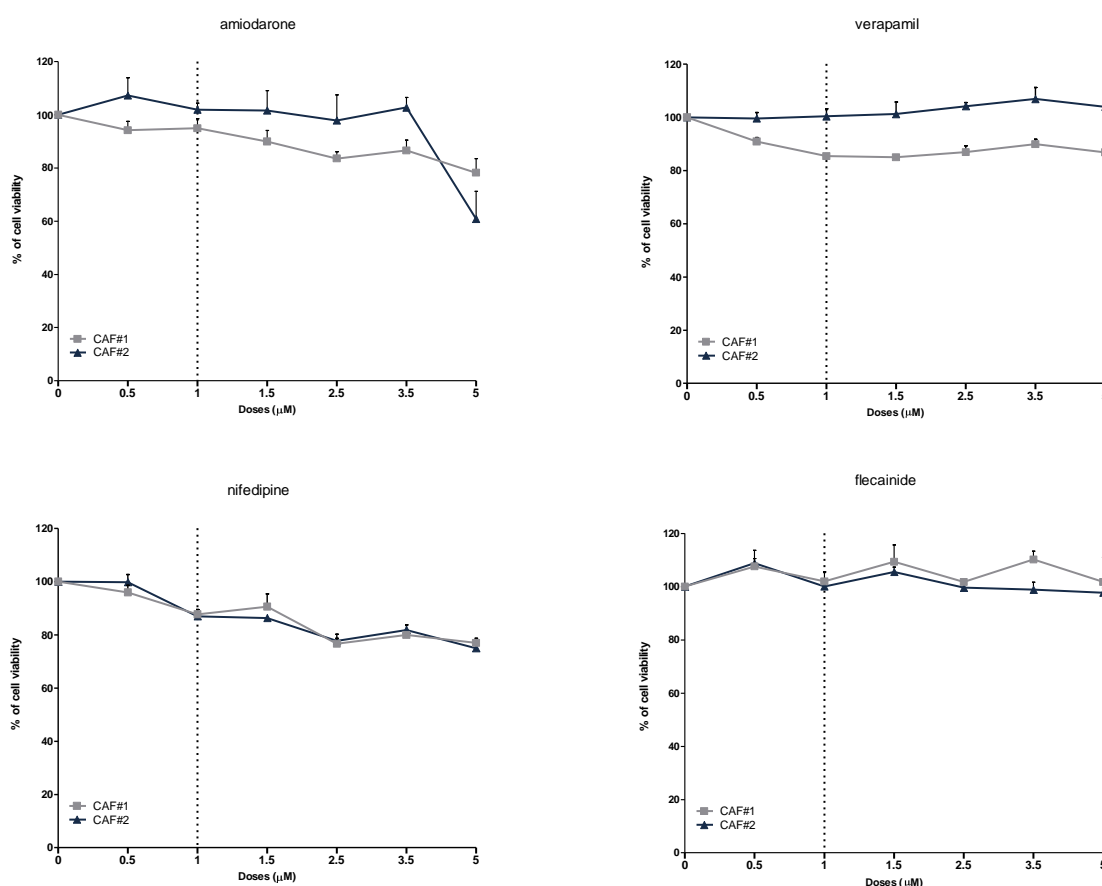 amiodarone
120
100
80
60
40
20
0
% of cell viability
CAF#1
CAF#2
0 0.5 1 1.5 2.5 3.5 5
Doses (μM)
verapamil
120
100
80
60
40
20
0
% of cell viability
CAF#1
CAF#2
0 0.5 1 1.5 2.5 3.5
Doses (μM)
nifedipine
120
100
80
60
40
20
0
% of cell viability
CAF#1
CAF#2
0 0.5 1 1.5 2.5 3.5 5
Doses (μM)
flecainide
120
100
80
60
40
20
0
% of cell viability
CAF#1
CAF#2
0 0.5 1 1.5 2.5 3.5 5
Doses (μM)